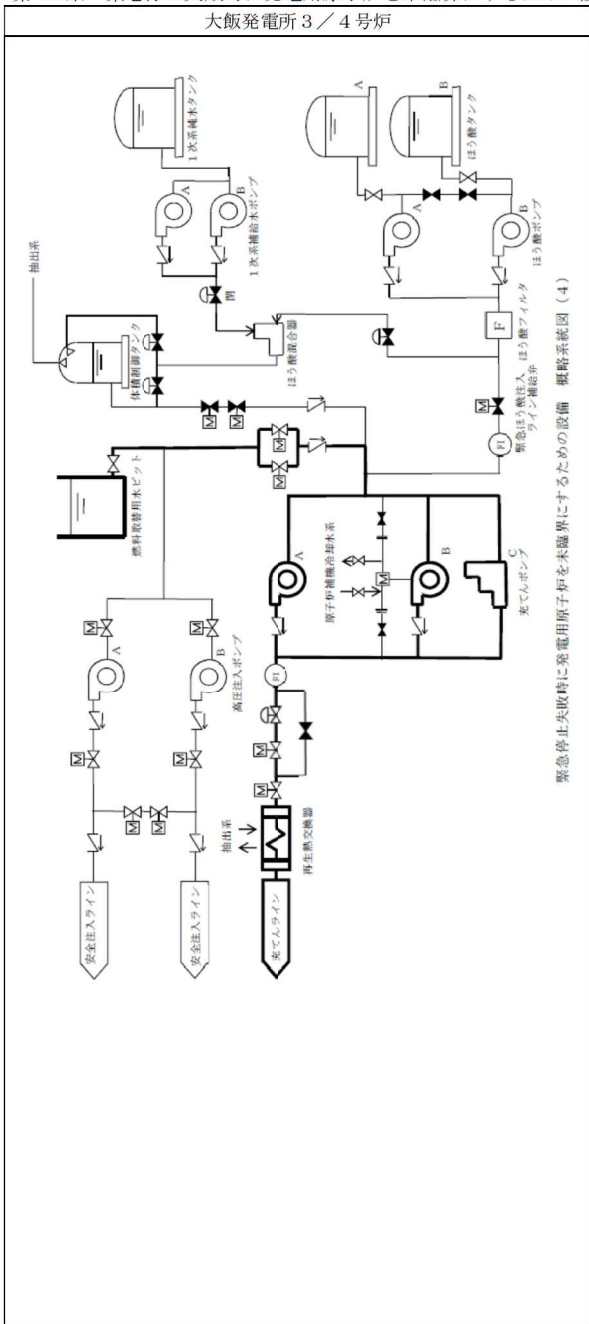 大飯発電所3/4号炉
1次系純水タンク
A
B
1次系補給水ポンプ
A
B
ほう酸タンク
A
B
ほう酸ポンプ
抽出系
体積制御タンク
閉
ほう酸混合器
F
ほう酸フィルタ
M
M
M
FI
緊急ほう酸注入
ライン補給弁
燃料取替用水ピット
M
M
M
A
M
B
高圧注入ポンプ
M
M
M
M
安全注入ライン
安全注入ライン
A
原子炉補機冷却水系
M
B
C
充てんポンプ
FI
M
M
抽出系
再生熱交換器
充てんライン
緊急停止失敗時に発電用原子炉を未臨界にするための設備 概略系統図(4)